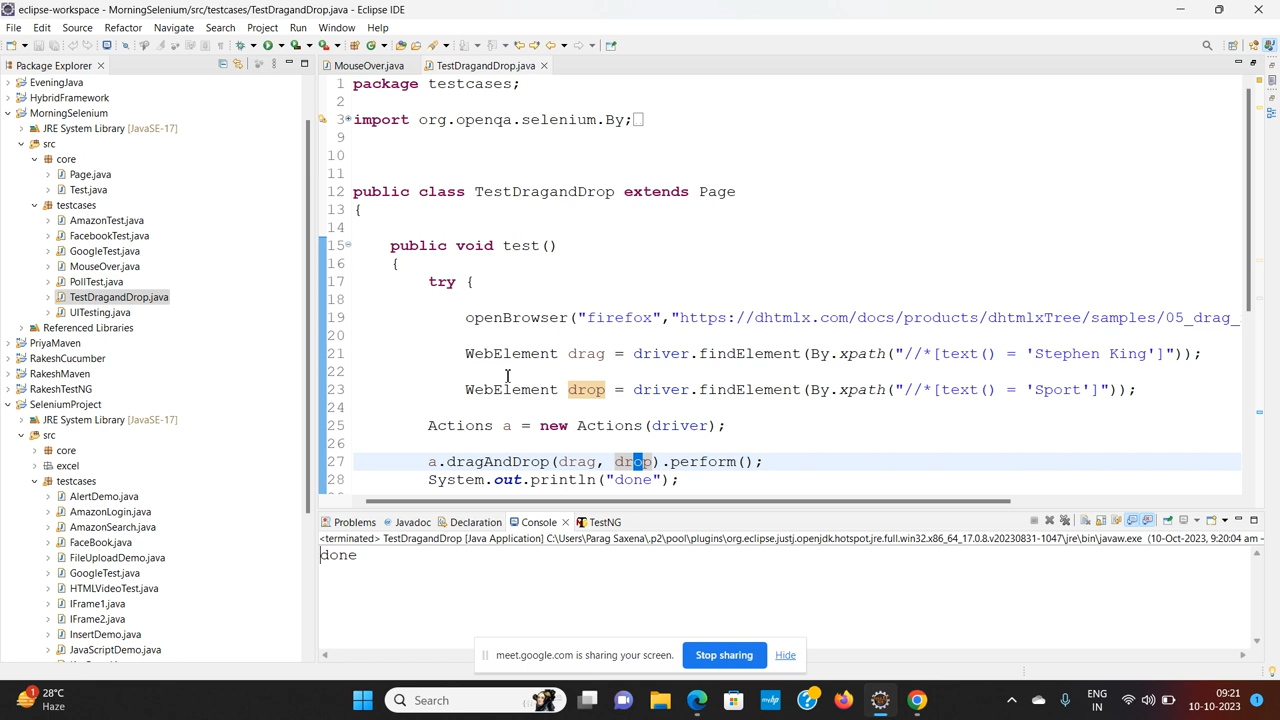 eclipse-workspace - MorningSelenium/src/testcases/TestDragandDrop.java - Eclipse IDE
File Edit Source Refactor Navigate Search Project Run Window Help
Package Explorer
EveningJava
HybridFramework
MorningSelenium
JRE System Library [JavaSE-17]
src
core
Page.java
Test.java
testcases
AmazonTest.java
FacebookTest.java
GoogleTest.java
MouseOver.java
PollTest.java
TestDragandDrop.java
UITesting.java
Referenced Libraries
PriyaMaven
RakeshCucumber
RakeshMaven
RakeshTestNG
SeleniumProject
JRE System Library [JavaSE-17]
src
core
excel
testcases
AlertDemo.java
AmazonLogin.java
AmazonSearch.java
FaceBook.java
FileUploadDemo.java
GoogleTest.java
HTMLVideoTest.java
IFrame1.java
IFrame2.java
InsertDemo.java
JavaScriptDemo.java
MouseOver.java TestDragandDrop.java
1 package testcases;
2
3 import org.openqa.selenium.By;
9
10
11
12 public class TestDragandDrop extends Page
13 {
14
15 public void test()
16 {
17 try {
18
19 openBrowser("firefox","https://dhtmlx.com/docs/products/dhtmlxTree/samples/05_drag_
20
21 WebElement drag = driver.findElement(By.xpath("//*[text() = 'Stephen King']"));
22
23 WebElement drop = driver.findElement(By.xpath("//*[text() = 'Sport']"));
24
25 Actions a = new Actions(driver);
26
27 a.dragAndDrop(drag, drop).perform();
28 System.out.println("done");
Problems Javadoc Declaration Console TestNG
<terminated> TestDragandDrop [Java Application] C:\Users\Parag Saxena\.p2\pool\plugins\org.eclipse.justj.openjdk.hotspot.jre.full.win32.x86_64_17.0.8.v20230831-1047\jre\bin\javaw.exe (10-Oct-2023, 9:20:04 am
done
meet.google.com is sharing your screen. Stop sharing Hide
28°C
Haze
Search
ENG
IN
09:21
10-10-2023